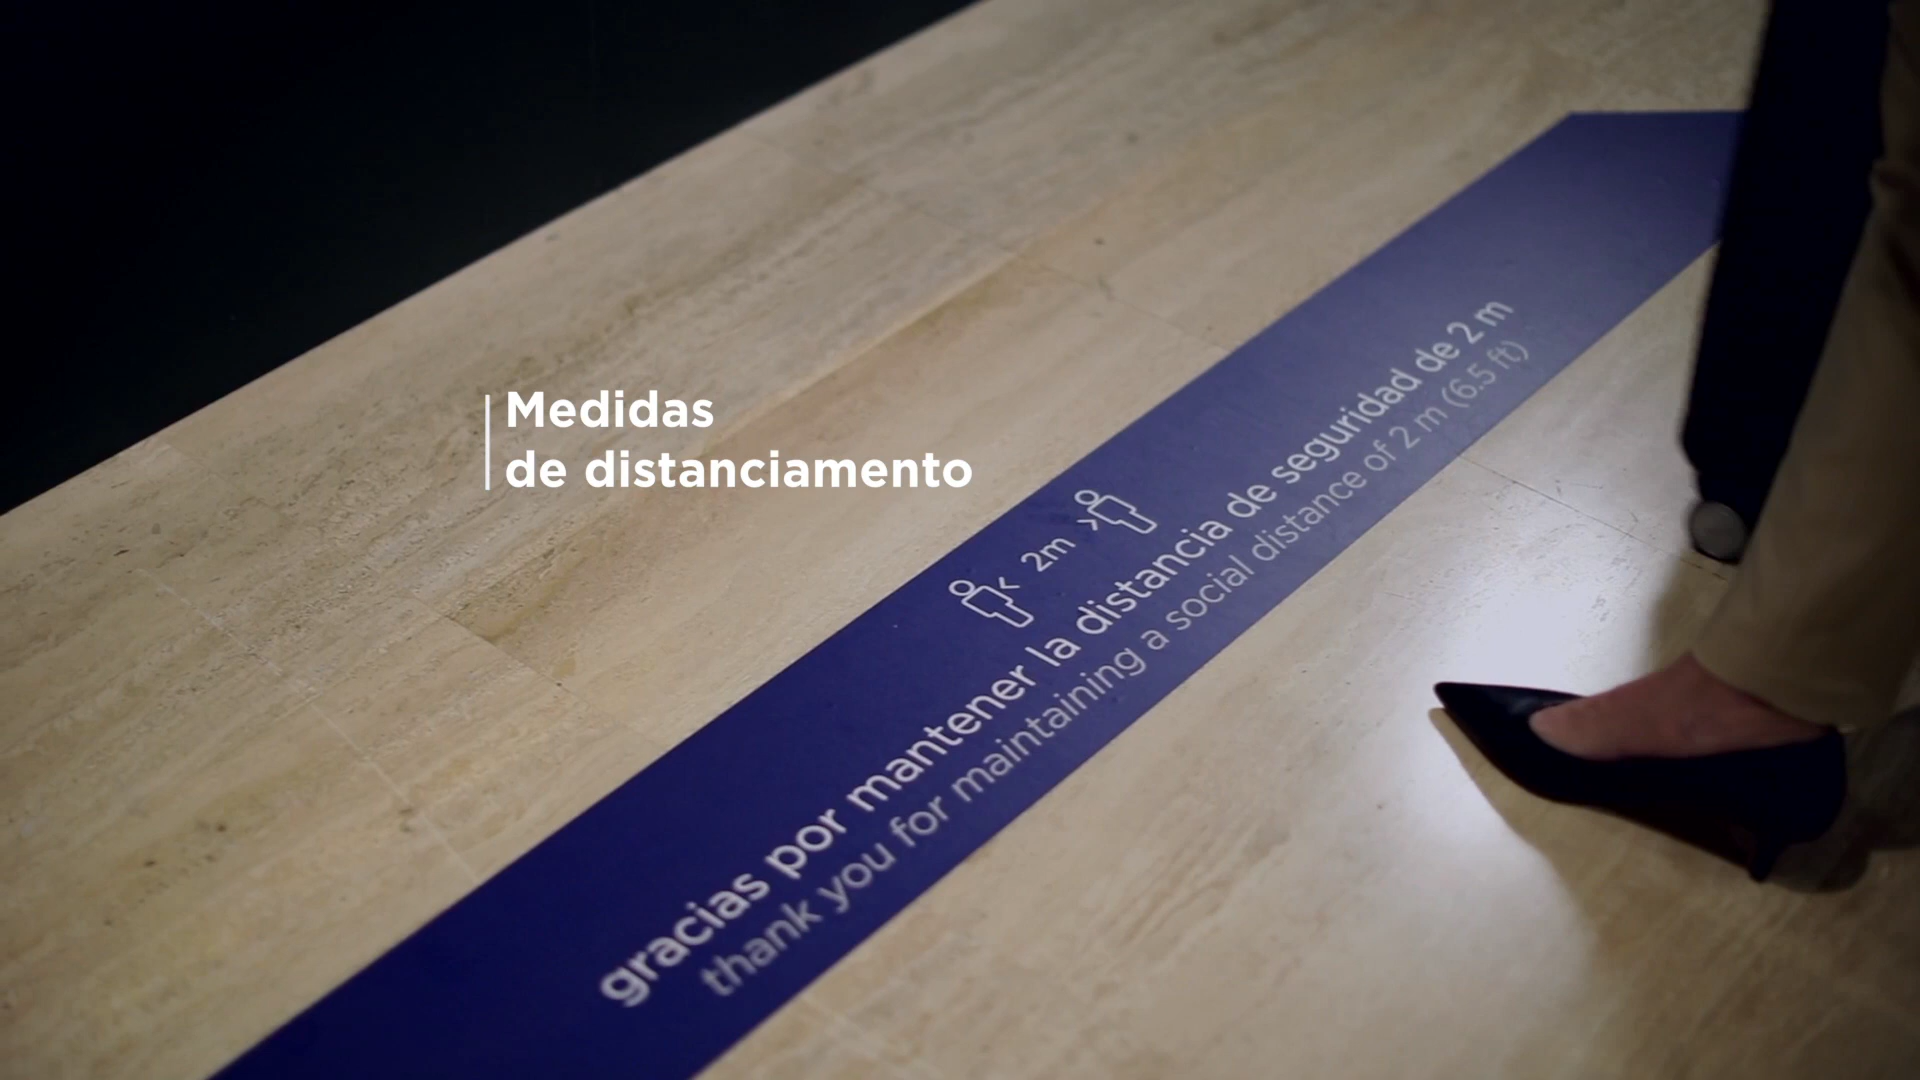 Medidas
de distanciamento
2m
gracias por mantener la distancia de seguridad de 2 m
thank you for maintaining a social distance of 2 m (6.5 ft)